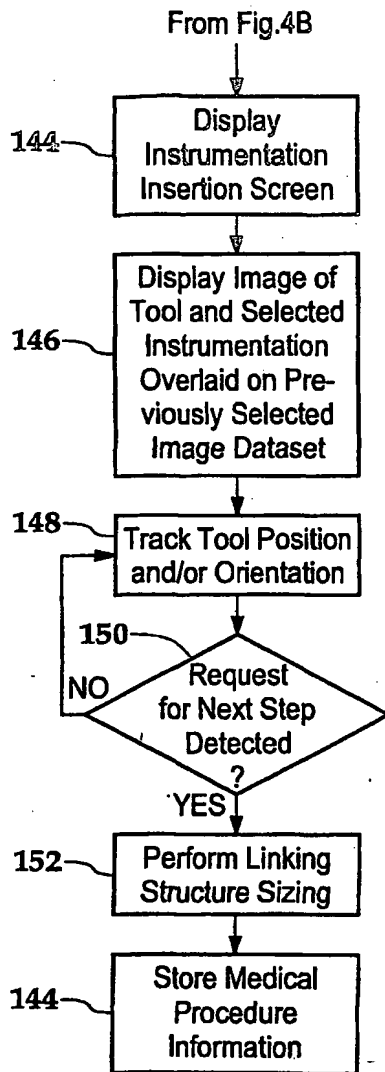 From Fig.4B
144
Display
Instrumentation
Insertion Screen
146
Display Image of
Tool and Selected
Instrumentation
Overlaid on Pre-
viously Selected
Image Dataset
148
Track Tool Position
and/or Orientation
150
NO
Request
for Next Step
Detected
?
YES
152
Perform Linking
Structure Sizing
144
Store Medical
Procedure
Information